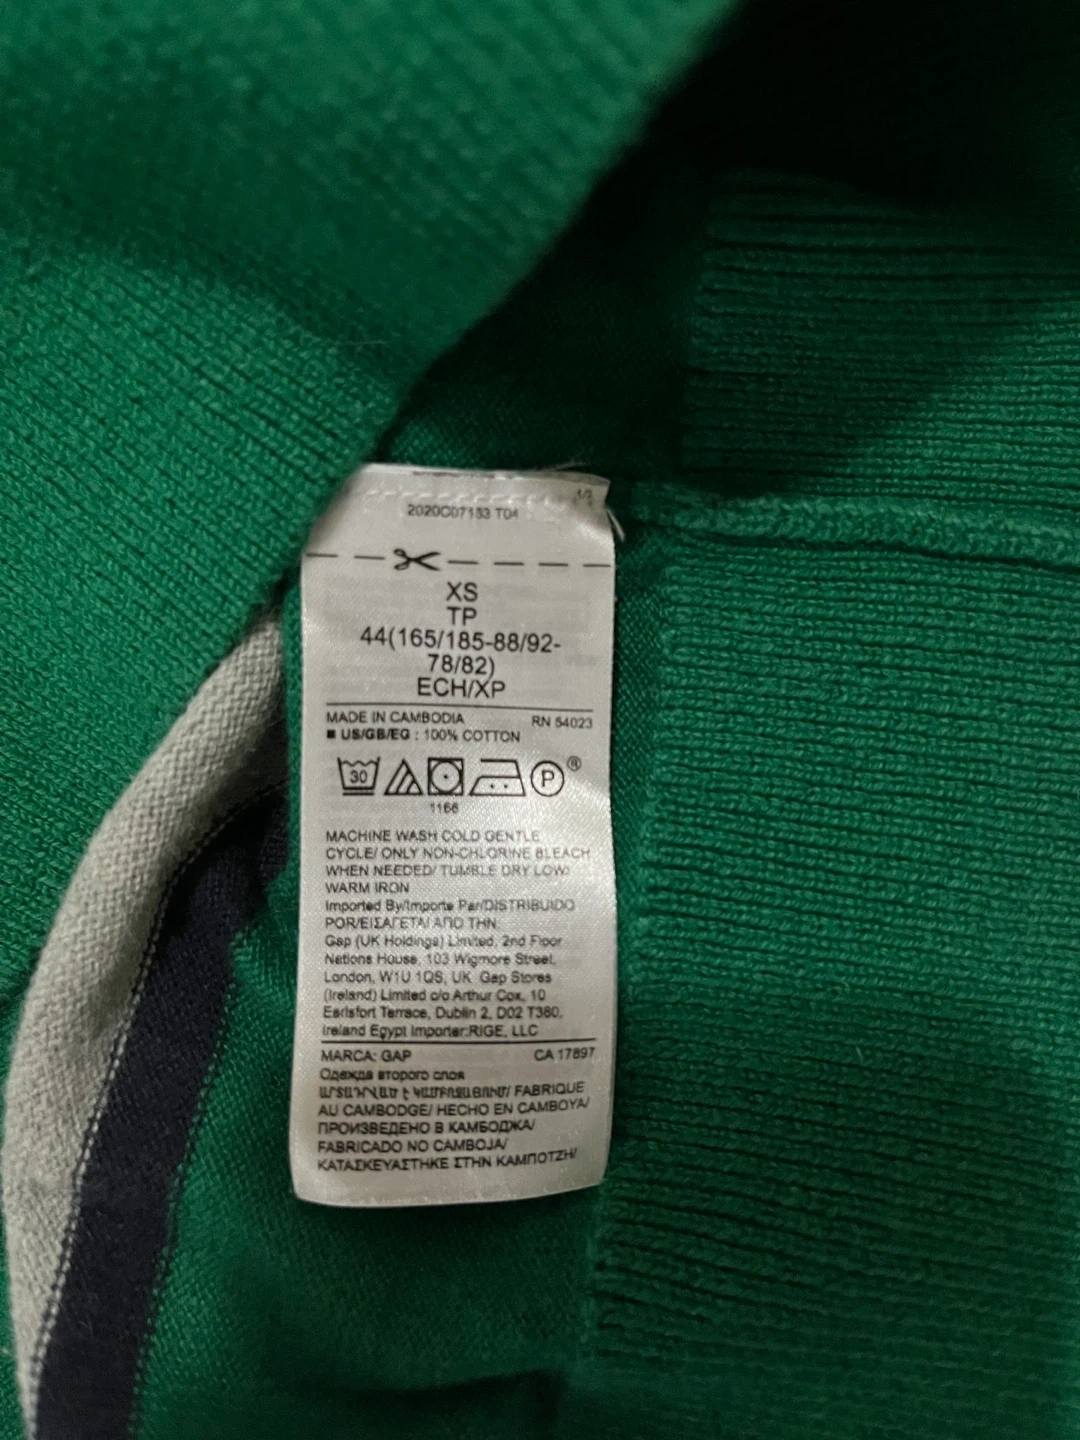 1/2
2020C07153 T04
XS
TP
44(165/185-88/92-
78/82)
ECH/XP
MADE IN CAMBODIA RN 54023
■ US/GB/EG : 100% COTTON
30 P ®
1166
MACHINE WASH COLD GENTLE
CYCLE/ ONLY NON-CHLORINE BLEACH
WHEN NEEDED/ TUMBLE DRY LOW/
WARM IRON
Imported By/Importe Par/DISTRIBUIDO
POR/ΕΙΣΑΓΕΤΑΙ ΑΠΟ ΤΗΝ:
Gap (UK Holdings) Limited, 2nd Floor
Nations House, 103 Wigmore Street,
London, W1U 1QS, UK Gap Stores
(Ireland) Limited c/o Arthur Cox, 10
Earlsfort Terrace, Dublin 2, D02 T380,
Ireland Egypt Importer:RIGE, LLC
MARCA: GAP CA 17897
Одежда второго слоя
FABRIQUE
AU CAMBODGE/ HECHO EN CAMBOYA/
ПРОИЗВЕДЕНО В КАМБОДЖА/
FABRICADO NO CAMBOJA/
ΚΑΤΑΣΚΕΥΑΣΤΗΚΕ ΣΤΗΝ ΚΑΜΠΟΤΖΗ/